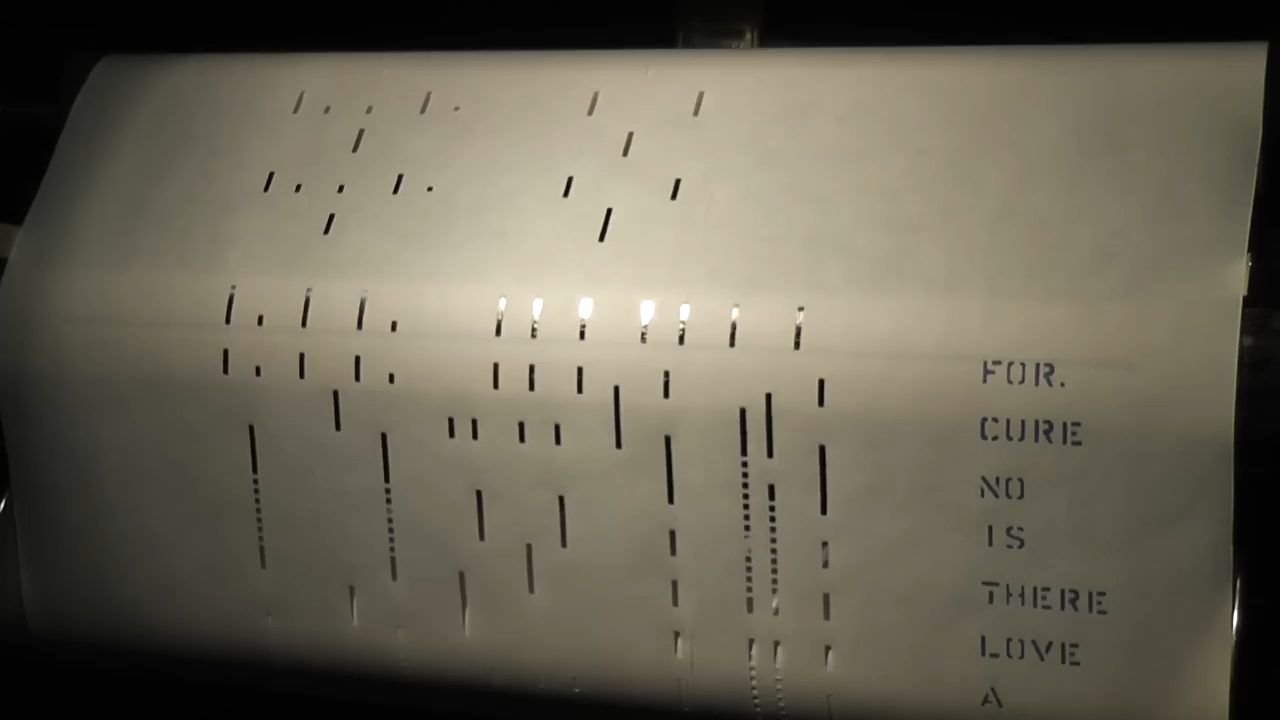 FOR.
CURE
NO
IS
THERE
LOVE
A